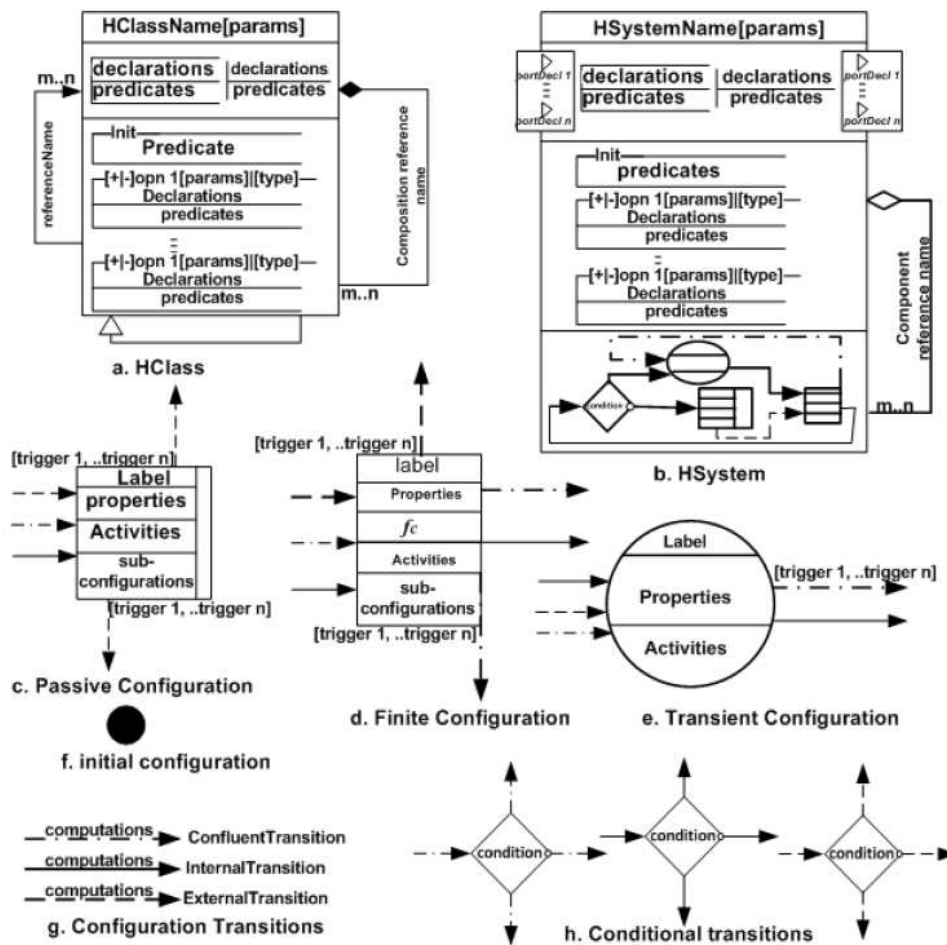 HClassName[params]
declarations
predicates
declarations
predicates
m..n
referenceName
Composition reference
name
Init
Predicate
[+|-]opn 1[params]|[type]
Declarations
predicates
[+|-]opn 1[params]|[type]
Declarations
predicates
m..n
a. HClass
HSystemName[params]
portDecl 1
portDecl n
declarations
predicates
declarations
predicates
portDecl 1
portDecl n
Init
predicates
[+|-]opn 1[params]|[type]
Declarations
predicates
[+|-]opn 1[params]|[type]
Declarations
predicates
Component
reference name
condition
m..n
b. HSystem
[trigger 1, ..trigger n]
Label
properties
Activities
sub-
configurations
[trigger 1, ..trigger n]
c. Passive Configuration
[trigger 1, ..trigger n]
label
Properties
fc
Activities
sub-
configurations
[trigger 1, ..trigger n]
d. Finite Configuration
Label
Properties
Activities
[trigger 1, ..trigger n]
e. Transient Configuration
f. initial configuration
computations
ConfluentTransition
computations
InternalTransition
computations
ExternalTransition
g. Configuration Transitions
condition
condition
condition
h. Conditional transitions